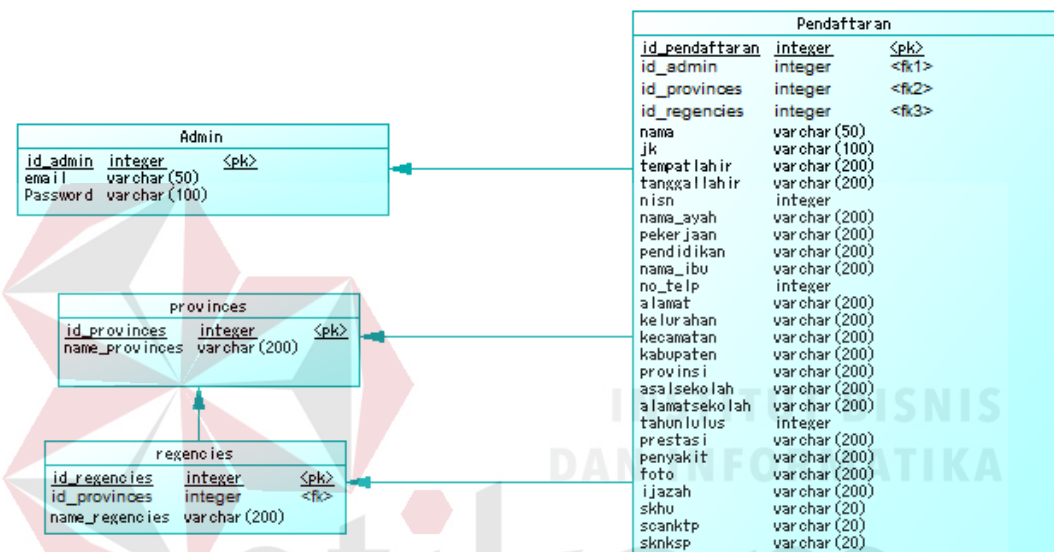 Admin
id_admin integer <pk>
email varchar(50)
Password varchar(100)
provinces
id_provinces integer <pk>
name_provinces varchar(200)
regencies
id_regencies integer <pk>
id_provinces integer <fk>
name_regencies varchar(200)
Pendaftaran
id_pendaftaran integer <pk>
id_admin integer <fk1>
id_provinces integer <fk2>
id_regencies integer <fk3>
nama varchar(50)
jk varchar(100)
tempatlahir varchar(200)
tanggallahir varchar(200)
nisn integer
nama_ayah varchar(200)
pekerjaan varchar(200)
pendidikan varchar(200)
nama_ibu varchar(200)
no_telp integer
alamat varchar(200)
kelurahan varchar(200)
kecamatan varchar(200)
kabupaten varchar(200)
provinsi varchar(200)
asalsekolah varchar(200)
alamatsekolah varchar(200)
tahunlulus integer
prestasi varchar(200)
penyakit varchar(200)
foto varchar(200)
ijazah varchar(200)
skhu varchar(20)
scanktp varchar(20)
sknksp varchar(20)